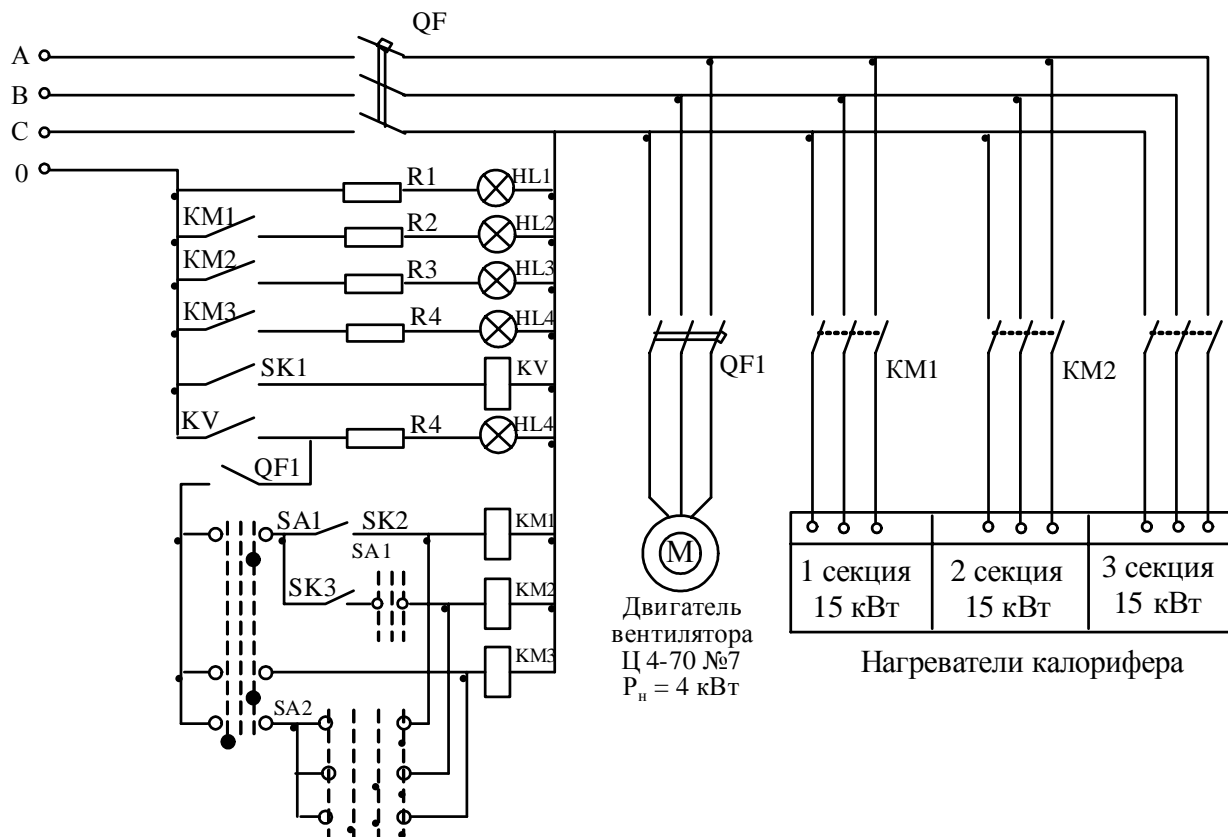 QF
A
B
C
0
R1 HL1
KM1 R2 HL2
KM2 R3 HL3
KM3 R4 HL4
SK1 KV
KV R4 HL4
QF1
QF1 KM1 KM2
SA1 SK2 KM1
SA1
SK3 KM2
KM3
SA2
M
Двигатель
вентилятора
Ц 4-70 №7
Рн = 4 кВт
1 секция
15 кВт
2 секция
15 кВт
3 секция
15 кВт
Нагреватели калорифера